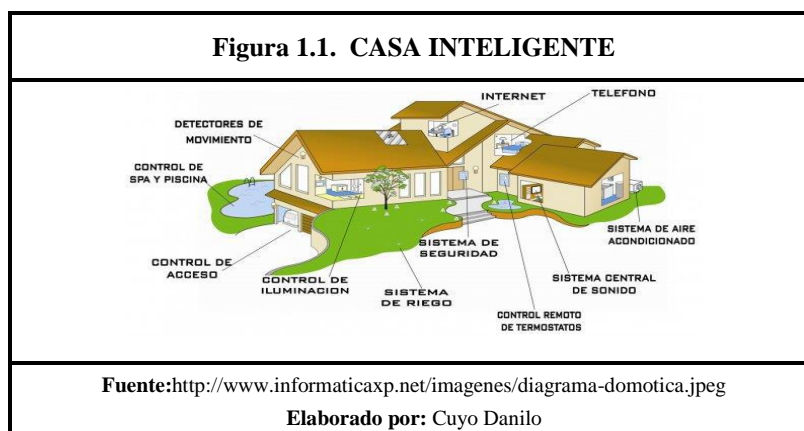 Figura 1.1. CASA INTELIGENTE
INTERNET
TELEFONO
DETECTORES DE
MOVIMIENTO
CONTROL DE
SPA Y PISCINA
CONTROL DE
ACCESO
CONTROL DE
ILUMINACION
SISTEMA
DE RIEGO
SISTEMA DE
SEGURIDAD
CONTROL REMOTO
DE TERMOSTATOS
SISTEMA CENTRAL
DE SONIDO
SISTEMA DE AIRE
ACONDICIONADO
Fuente:http://www.informaticaxp.net/imagenes/diagrama-domotica.jpeg
Elaborado por: Cuyo Danilo